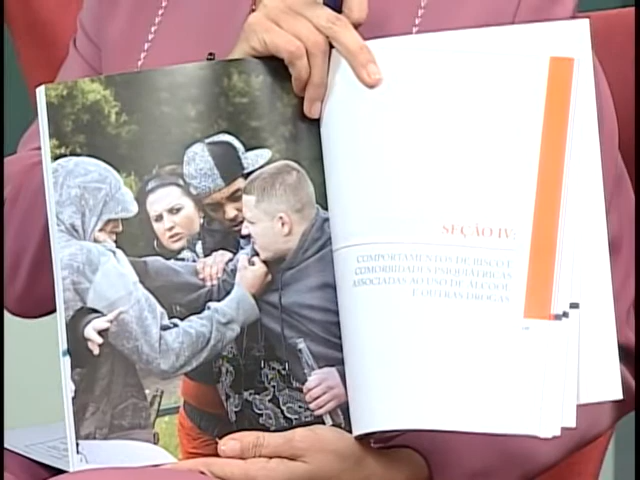 SEÇÃO IV:
COMPORTAMENTOS DE RISCO E
COMORBIDADES PSIQUIÁTRICAS
ASSOCIADAS AO USO DE ÁLCOOL
E OUTRAS DROGAS